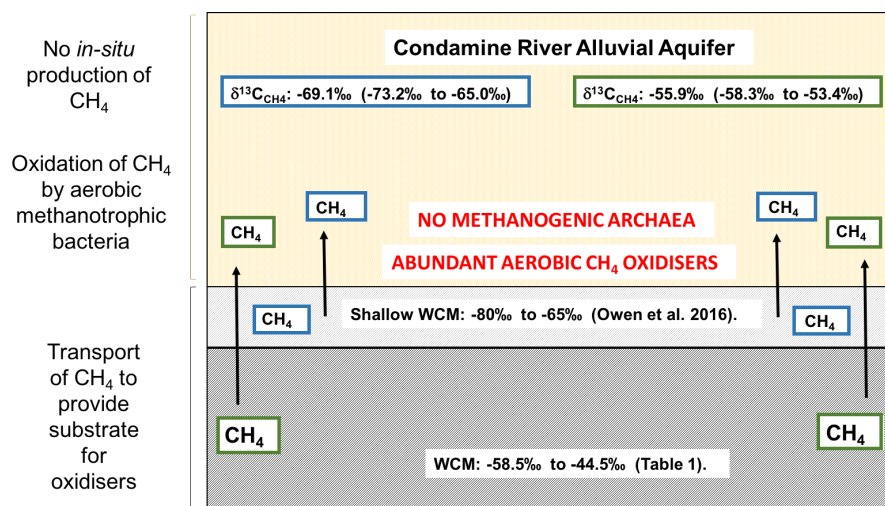 No in-situ
production of
CH₄
Oxidation of CH₄
by aerobic
methanotrophic
bacteria
Transport
of CH₄ to
provide
substrate
for
oxidisers
Condamine River Alluvial Aquifer
δ¹³C_CH4: -69.1‰ (-73.2‰ to -65.0‰)
δ¹³C_CH4: -55.9‰ (-58.3‰ to -53.4‰)
CH₄
CH₄
CH₄
CH₄
NO METHANOGENIC ARCHAEA
ABUNDANT AEROBIC CH₄ OXIDISERS
CH₄
Shallow WCM: -80‰ to -65‰ (Owen et al. 2016).
CH₄
CH₄
CH₄
WCM: -58.5‰ to -44.5‰ (Table 1).